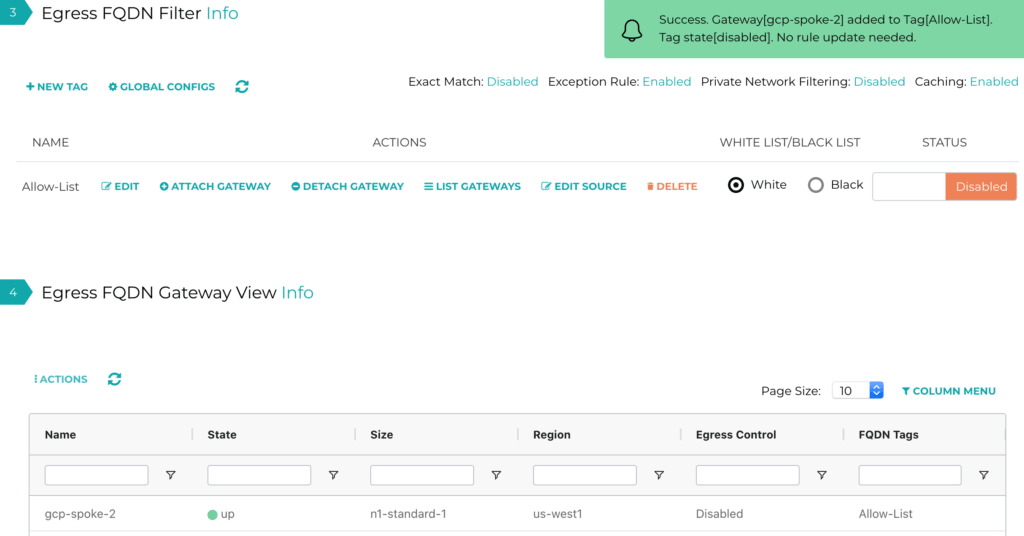 3 Egress FQDN Filter Info
Success. Gateway[gcp-spoke-2] added to Tag[Allow-List].
Tag state[disabled]. No rule update needed.
NEW TAG GLOBAL CONFIGS
Exact Match: Disabled Exception Rule: Enabled Private Network Filtering: Disabled Caching: Enabled
NAME ACTIONS WHITE LIST/BLACK LIST STATUS
Allow-List EDIT ATTACH GATEWAY DETACH GATEWAY LIST GATEWAYS EDIT SOURCE DELETE White Black Disabled
4 Egress FQDN Gateway View Info
ACTIONS
Page Size: 10 COLUMN MENU
Name State Size Region Egress Control FQDN Tags
gcp-spoke-2 up n1-standard-1 us-west1 Disabled Allow-List